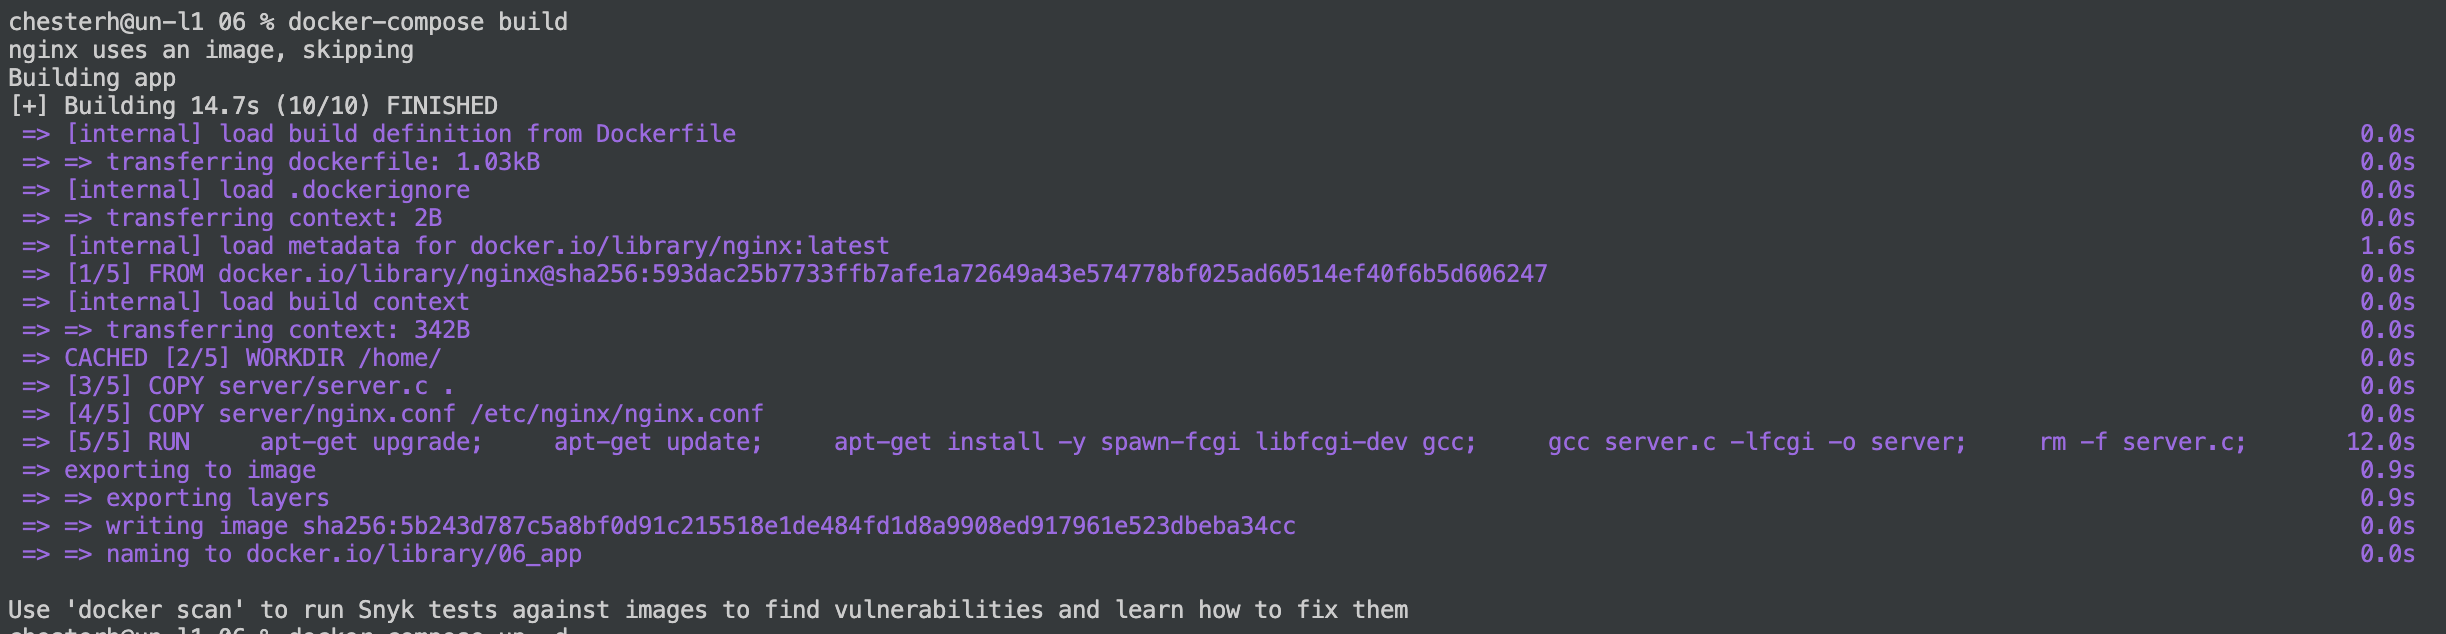 chesterh@un-l1 06 % docker-compose build
nginx uses an image, skipping
Building app
[+] Building 14.7s (10/10) FINISHED
=> [internal] load build definition from Dockerfile 0.0s
=> => transferring dockerfile: 1.03kB 0.0s
=> [internal] load .dockerignore 0.0s
=> => transferring context: 2B 0.0s
=> [internal] load metadata for docker.io/library/nginx:latest 1.6s
=> [1/5] FROM docker.io/library/nginx@sha256:593dac25b7733ffb7afe1a72649a43e574778bf025ad60514ef40f6b5d606247 0.0s
=> [internal] load build context 0.0s
=> => transferring context: 342B 0.0s
=> CACHED [2/5] WORKDIR /home/ 0.0s
=> [3/5] COPY server/server.c . 0.0s
=> [4/5] COPY server/nginx.conf /etc/nginx/nginx.conf 0.0s
=> [5/5] RUN     apt-get upgrade;     apt-get update;     apt-get install -y spawn-fcgi libfcgi-dev gcc;     gcc server.c -lfcgi -o server;     rm -f server.c; 12.0s
=> exporting to image 0.9s
=> => exporting layers 0.9s
=> => writing image sha256:5b243d787c5a8bf0d91c215518e1de484fd1d8a9908ed917961e523dbeba34cc 0.0s
=> => naming to docker.io/library/06_app 0.0s
Use 'docker scan' to run Snyk tests against images to find vulnerabilities and learn how to fix them
chesterh@un-l1 06 % docker-compose up -d